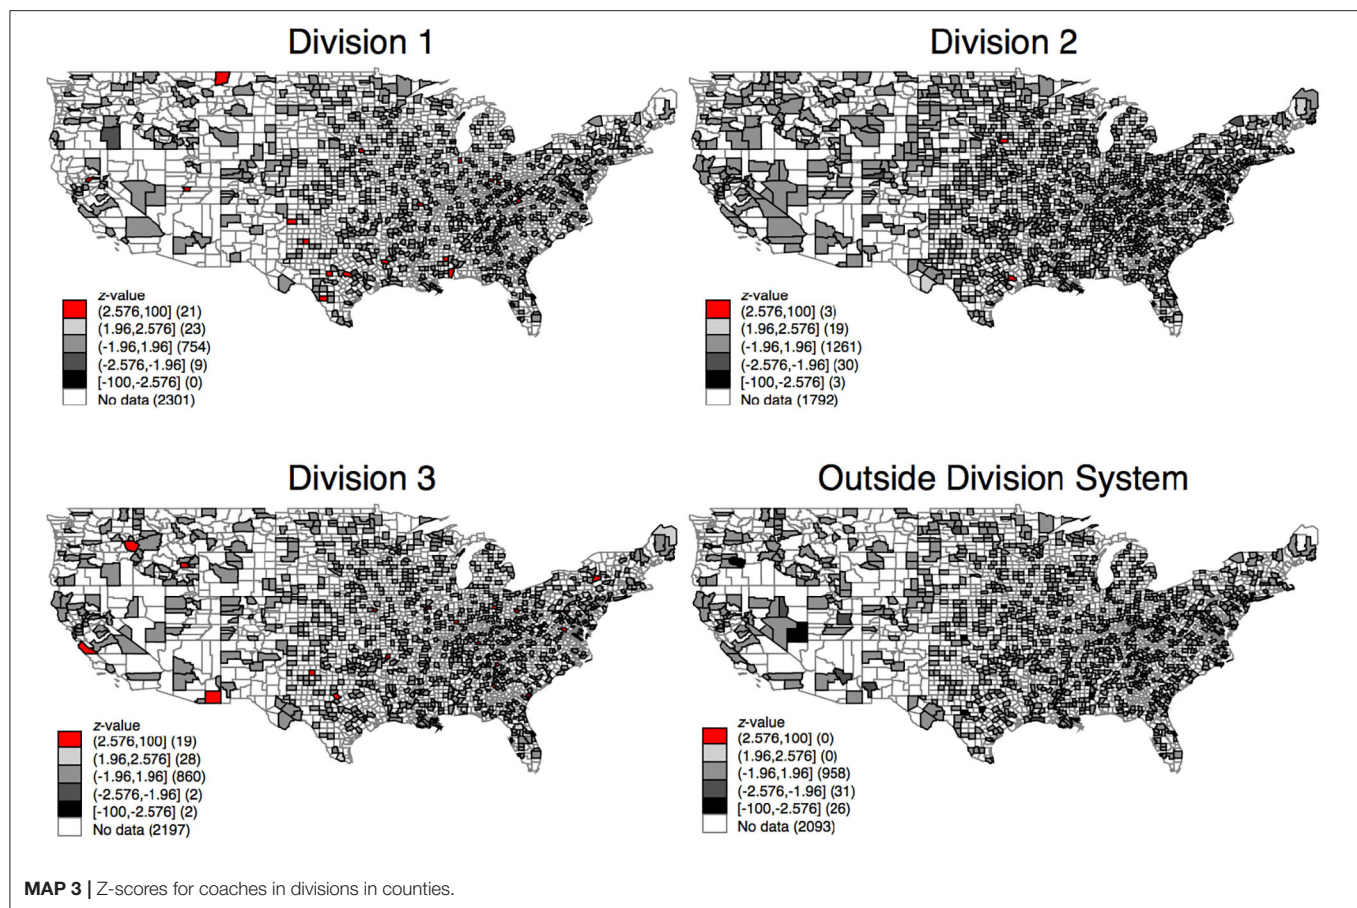 Division 1
z-value
(2.576,100] (21)
(1.96,2.576] (23)
(-1.96,1.96] (754)
(-2.576,-1.96] (9)
[-100,-2.576] (0)
No data (2301)
Division 2
z-value
(2.576,100] (3)
(1.96,2.576] (19)
(-1.96,1.96] (1261)
(-2.576,-1.96] (30)
[-100,-2.576] (3)
No data (1792)
Division 3
z-value
(2.576,100] (19)
(1.96,2.576] (28)
(-1.96,1.96] (860)
(-2.576,-1.96] (2)
[-100,-2.576] (2)
No data (2197)
Outside Division System
z-value
(2.576,100] (0)
(1.96,2.576] (0)
(-1.96,1.96] (958)
(-2.576,-1.96] (31)
[-100,-2.576] (26)
No data (2093)
MAP 3 | Z-scores for coaches in divisions in counties.